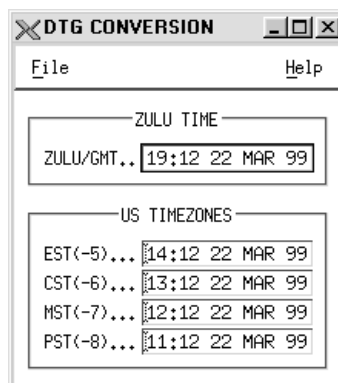 DTG CONVERSION
File Help
ZULU TIME
ZULU/GMT.. 19:12 22 MAR 99
US TIMEZONES
EST(-5)... 14:12 22 MAR 99
CST(-6)... 13:12 22 MAR 99
MST(-7)... 12:12 22 MAR 99
PST(-8)... 11:12 22 MAR 99